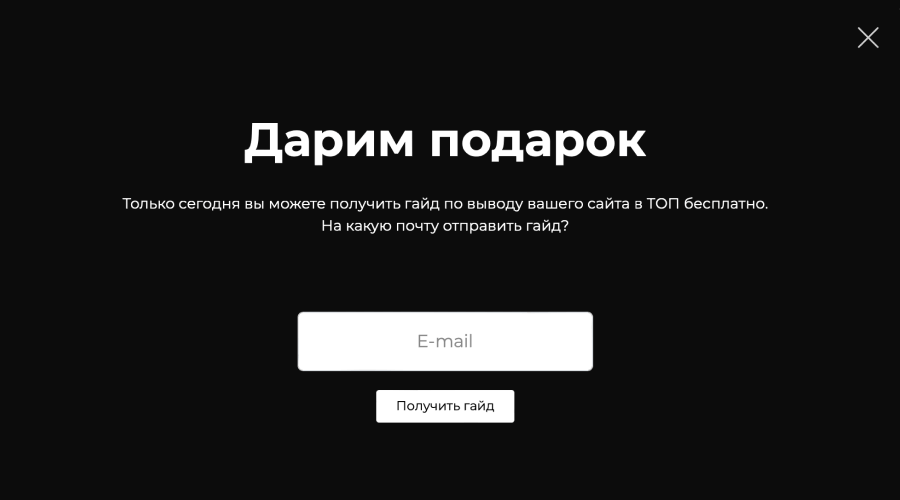 Дарим подарок
Только сегодня вы можете получить гайд по выводу вашего сайта в ТОП бесплатно.
На какую почту отправить гайд?
E-mail
Получить гайд